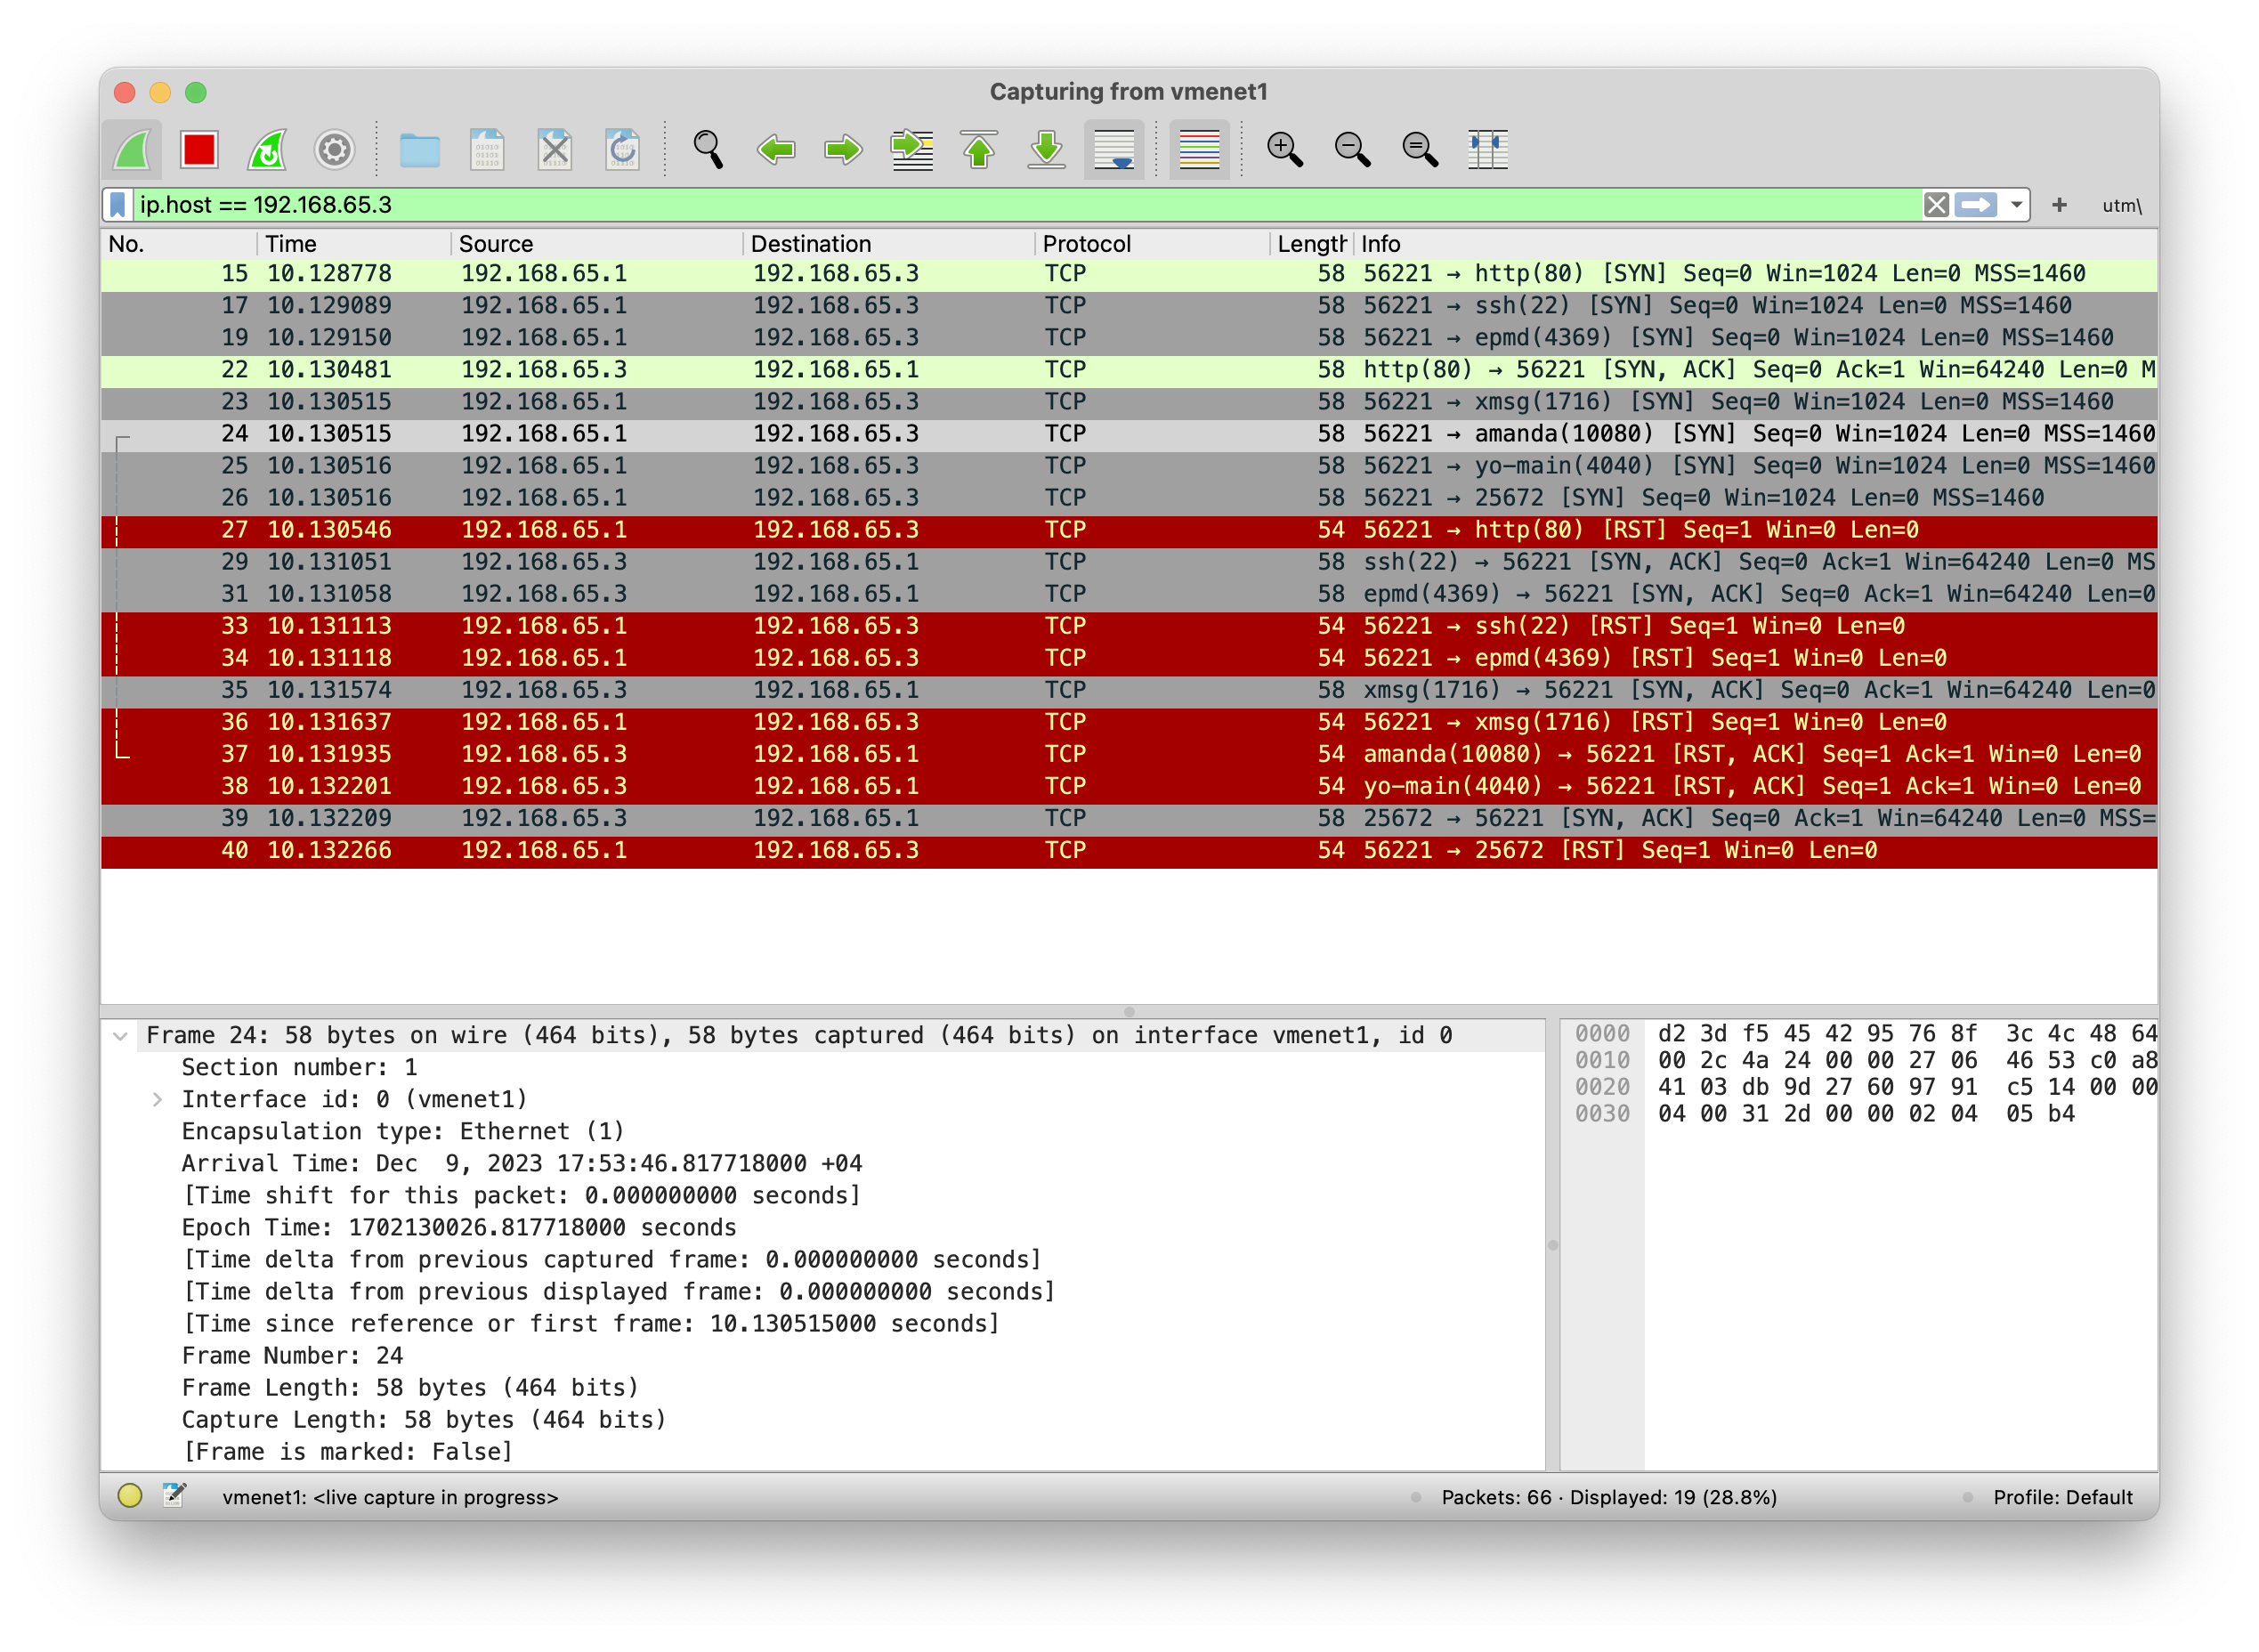 Capturing from vmenet1
ip.host == 192.168.65.3 + utm\
No. Time Source Destination Protocol Length Info
15 10.128778 192.168.65.1 192.168.65.3 TCP 58 56221 → http(80) [SYN] Seq=0 Win=1024 Len=0 MSS=1460
17 10.129089 192.168.65.1 192.168.65.3 TCP 58 56221 → ssh(22) [SYN] Seq=0 Win=1024 Len=0 MSS=1460
19 10.129150 192.168.65.1 192.168.65.3 TCP 58 56221 → epmd(4369) [SYN] Seq=0 Win=1024 Len=0 MSS=1460
22 10.130481 192.168.65.3 192.168.65.1 TCP 58 http(80) → 56221 [SYN, ACK] Seq=0 Ack=1 Win=64240 Len=0 M
23 10.130515 192.168.65.1 192.168.65.3 TCP 58 56221 → xmsg(1716) [SYN] Seq=0 Win=1024 Len=0 MSS=1460
24 10.130515 192.168.65.1 192.168.65.3 TCP 58 56221 → amanda(10080) [SYN] Seq=0 Win=1024 Len=0 MSS=1460
25 10.130516 192.168.65.1 192.168.65.3 TCP 58 56221 → yo-main(4040) [SYN] Seq=0 Win=1024 Len=0 MSS=1460
26 10.130516 192.168.65.1 192.168.65.3 TCP 58 56221 → 25672 [SYN] Seq=0 Win=1024 Len=0 MSS=1460
27 10.130546 192.168.65.1 192.168.65.3 TCP 54 56221 → http(80) [RST] Seq=1 Win=0 Len=0
29 10.131051 192.168.65.3 192.168.65.1 TCP 58 ssh(22) → 56221 [SYN, ACK] Seq=0 Ack=1 Win=64240 Len=0 MS
31 10.131058 192.168.65.3 192.168.65.1 TCP 58 epmd(4369) → 56221 [SYN, ACK] Seq=0 Ack=1 Win=64240 Len=0
33 10.131113 192.168.65.1 192.168.65.3 TCP 54 56221 → ssh(22) [RST] Seq=1 Win=0 Len=0
34 10.131118 192.168.65.1 192.168.65.3 TCP 54 56221 → epmd(4369) [RST] Seq=1 Win=0 Len=0
35 10.131574 192.168.65.3 192.168.65.1 TCP 58 xmsg(1716) → 56221 [SYN, ACK] Seq=0 Ack=1 Win=64240 Len=0
36 10.131637 192.168.65.1 192.168.65.3 TCP 54 56221 → xmsg(1716) [RST] Seq=1 Win=0 Len=0
37 10.131935 192.168.65.3 192.168.65.1 TCP 54 amanda(10080) → 56221 [RST, ACK] Seq=1 Ack=1 Win=0 Len=0
38 10.132201 192.168.65.3 192.168.65.1 TCP 54 yo-main(4040) → 56221 [RST, ACK] Seq=1 Ack=1 Win=0 Len=0
39 10.132209 192.168.65.3 192.168.65.1 TCP 58 25672 → 56221 [SYN, ACK] Seq=0 Ack=1 Win=64240 Len=0 MSS=
40 10.132266 192.168.65.1 192.168.65.3 TCP 54 56221 → 25672 [RST] Seq=1 Win=0 Len=0
Frame 24: 58 bytes on wire (464 bits), 58 bytes captured (464 bits) on interface vmenet1, id 0
Section number: 1
Interface id: 0 (vmenet1)
Encapsulation type: Ethernet (1)
Arrival Time: Dec  9, 2023 17:53:46.817718000 +04
[Time shift for this packet: 0.000000000 seconds]
Epoch Time: 1702130026.817718000 seconds
[Time delta from previous captured frame: 0.000000000 seconds]
[Time delta from previous displayed frame: 0.000000000 seconds]
[Time since reference or first frame: 10.130515000 seconds]
Frame Number: 24
Frame Length: 58 bytes (464 bits)
Capture Length: 58 bytes (464 bits)
[Frame is marked: False]
0000 d2 3d f5 45 42 95 76 8f 3c 4c 48 64
0010 00 2c 4a 24 00 00 27 06 46 53 c0 a8
0020 41 03 db 9d 27 60 97 91 c5 14 00 00
0030 04 00 31 2d 00 00 02 04 05 b4
vmenet1: <live capture in progress> Packets: 66 · Displayed: 19 (28.8%) Profile: Default